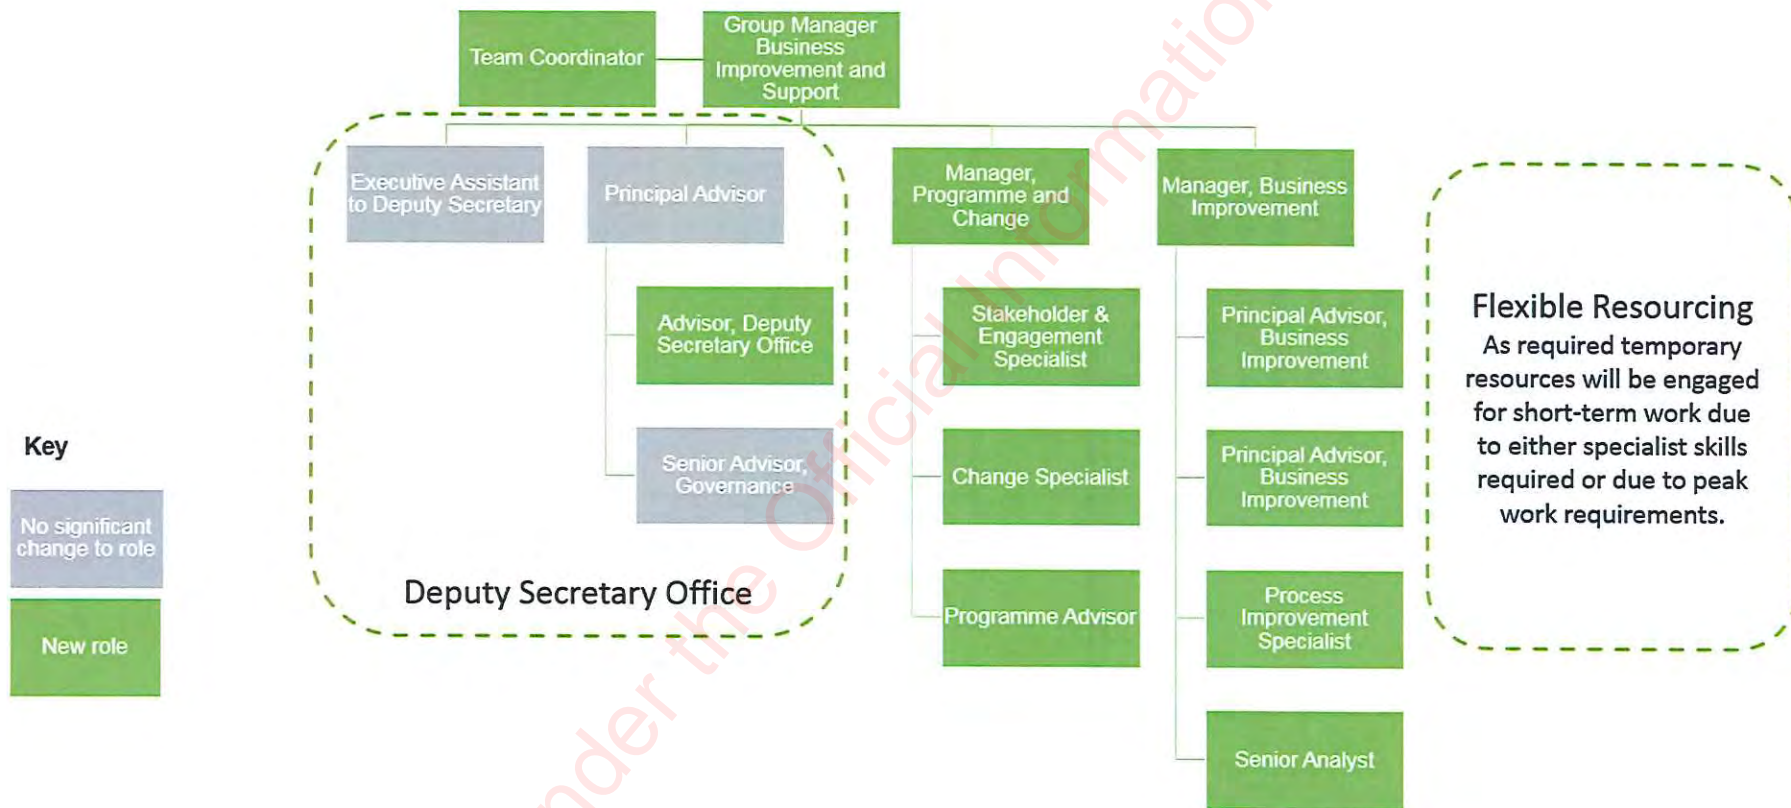 Team Coordinator
Group Manager
Business
Improvement and
Support
Executive Assistant
to Deputy Secretary
Principal Advisor
Manager,
Programme and
Change
Manager, Business
Improvement
Advisor, Deputy
Secretary Office
Senior Advisor,
Governance
Deputy Secretary Office
Stakeholder &
Engagement
Specialist
Change Specialist
Programme Advisor
Principal Advisor,
Business
Improvement
Principal Advisor,
Business
Improvement
Process
Improvement
Specialist
Senior Analyst
Flexible Resourcing
As required temporary
resources will be engaged
for short-term work due
to either specialist skills
required or due to peak
work requirements.
Key
No significant
change to role
New role
under the Official Information